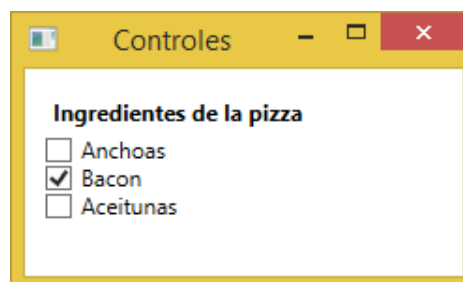 Controles
Ingredientes de la pizza
Anchoas
Bacon
Aceitunas